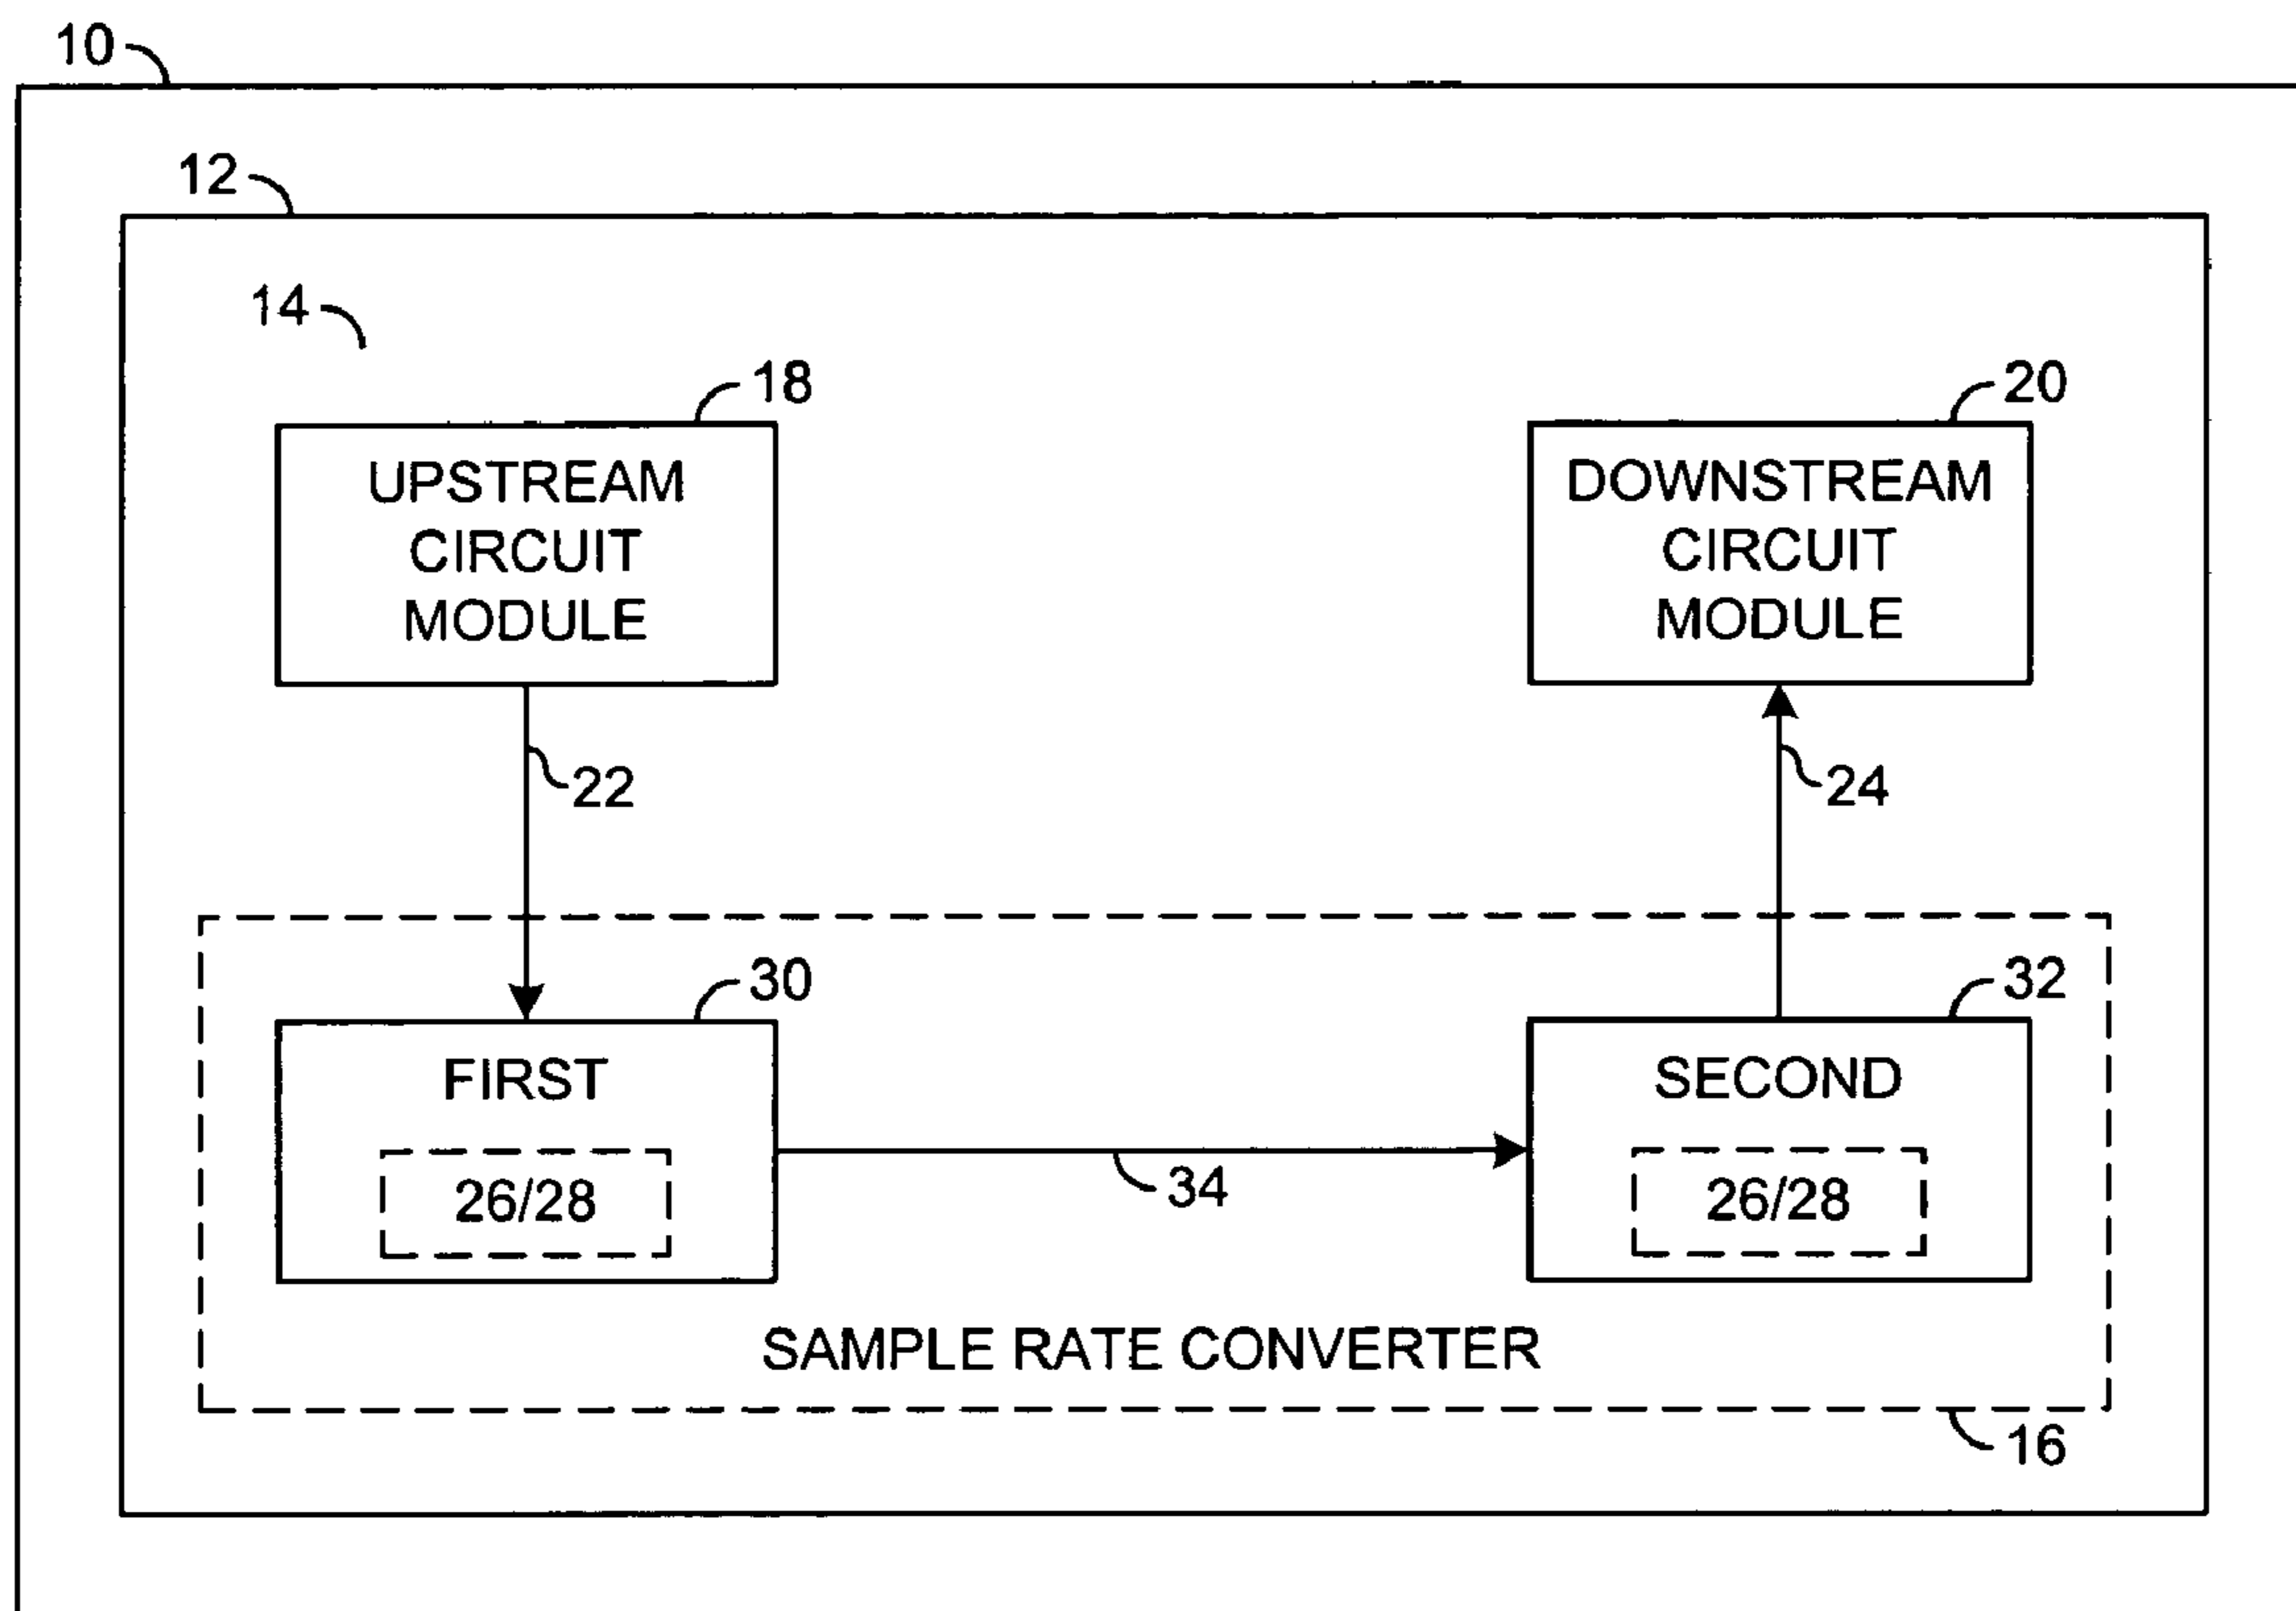 10
12
14
18
20
UPSTREAM
CIRCUIT
MODULE
DOWNSTREAM
CIRCUIT
MODULE
22
24
30
32
FIRST
26/28
34
SECOND
26/28
SAMPLE RATE CONVERTER
16